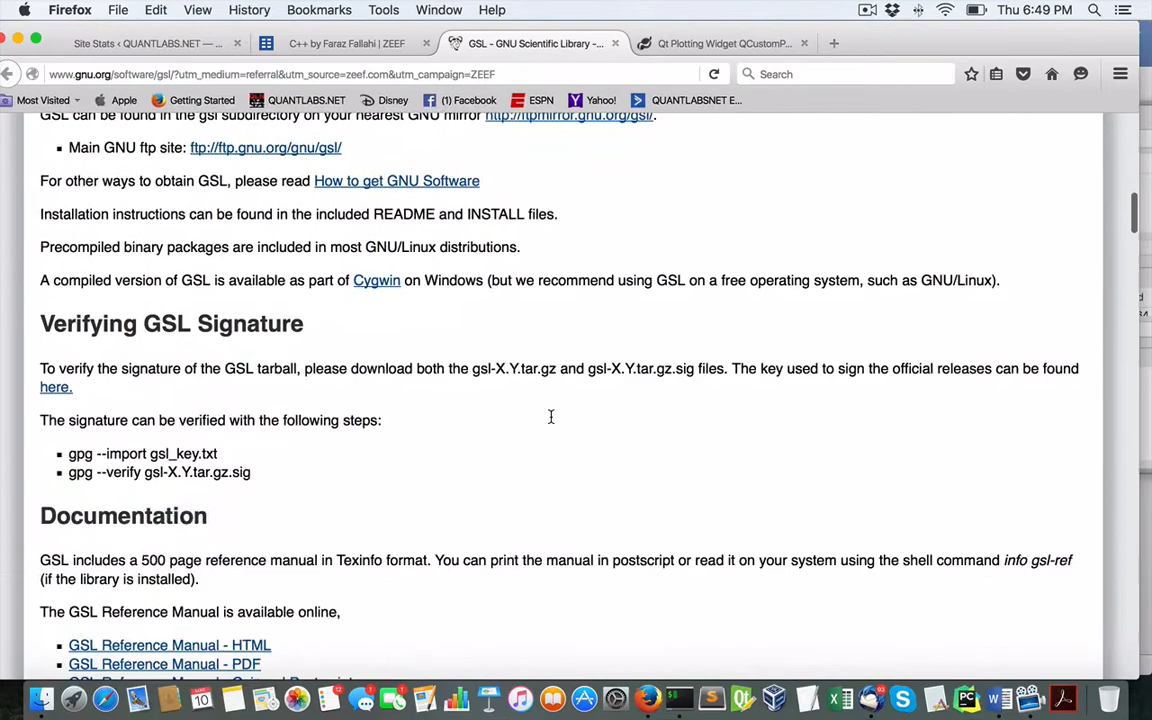 Firefox File Edit View History Bookmarks Tools Window Help Thu 6:49 PM
Site Stats ‹ QUANTLABS.NET — ... C++ by Faraz Fallahi | ZEEF GSL - GNU Scientific Library -... Qt Plotting Widget QCustomP...
www.gnu.org/software/gsl/?utm_medium=referral&utm_source=zeef.com&utm_campaign=ZEEF Search
Most Visited Apple Getting Started QUANTLABS.NET Disney (1) Facebook ESPN Yahoo! QUANTLABSNET E...
GSL can be found in the gsl subdirectory on your nearest GNU mirror http://ftpmirror.gnu.org/gsl/.
Main GNU ftp site: ftp://ftp.gnu.org/gnu/gsl/
For other ways to obtain GSL, please read How to get GNU Software
Installation instructions can be found in the included README and INSTALL files.
Precompiled binary packages are included in most GNU/Linux distributions.
A compiled version of GSL is available as part of Cygwin on Windows (but we recommend using GSL on a free operating system, such as GNU/Linux).
Verifying GSL Signature
To verify the signature of the GSL tarball, please download both the gsl-X.Y.tar.gz and gsl-X.Y.tar.gz.sig files. The key used to sign the official releases can be found
here.
The signature can be verified with the following steps:
gpg --import gsl_key.txt
gpg --verify gsl-X.Y.tar.gz.sig
Documentation
GSL includes a 500 page reference manual in Texinfo format. You can print the manual in postscript or read it on your system using the shell command info gsl-ref
(if the library is installed).
The GSL Reference Manual is available online,
GSL Reference Manual - HTML
GSL Reference Manual - PDF